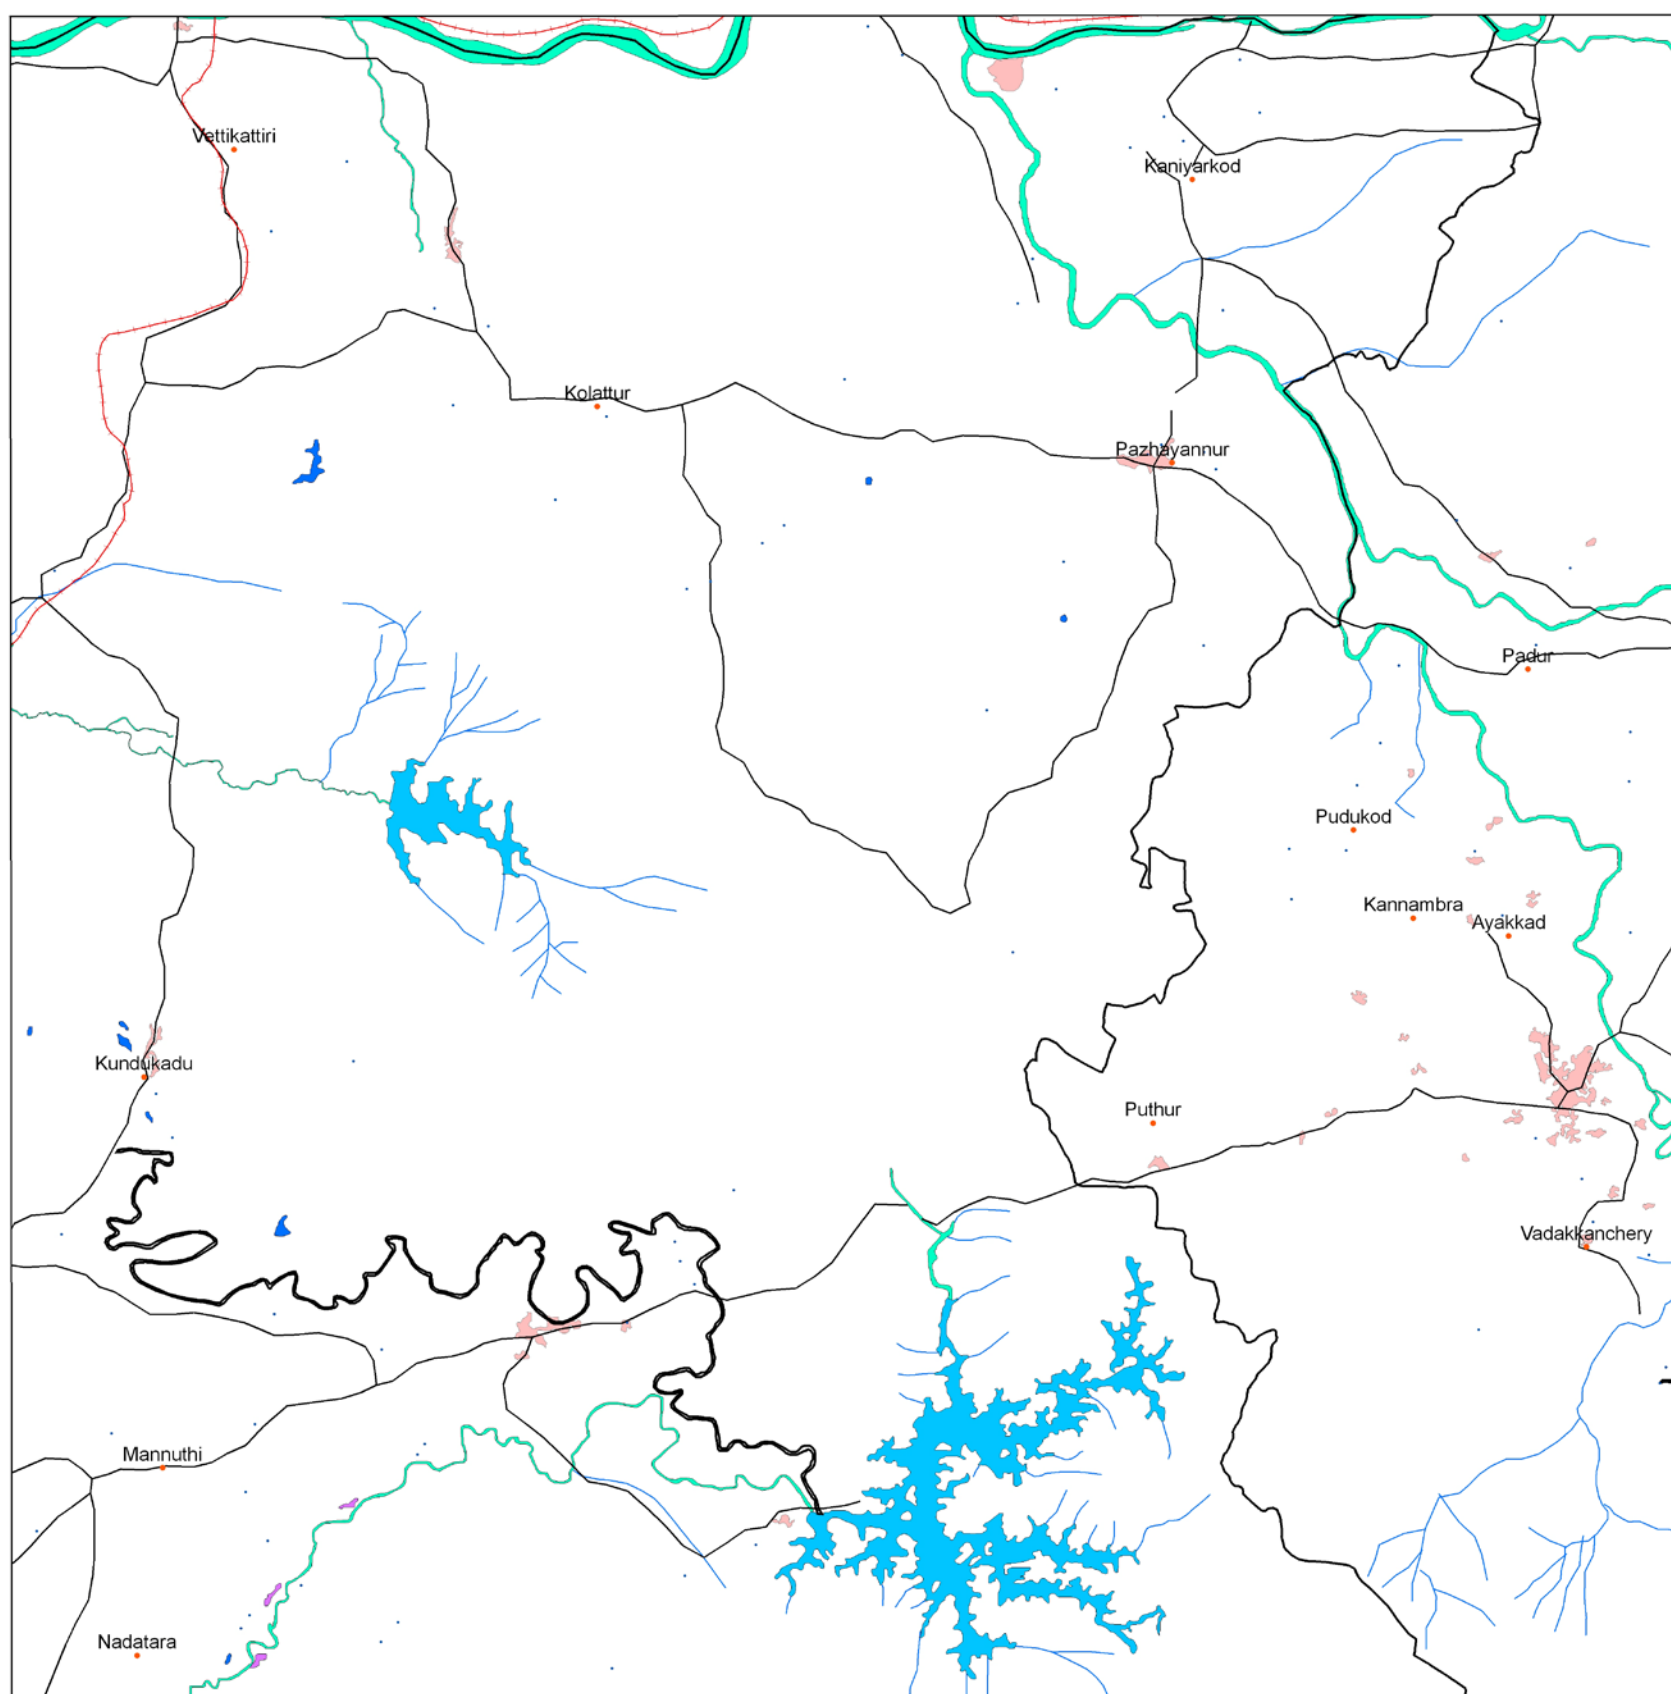 Vettikattiri
Kaniyarkod
Kolattur
Pazhayannur
Padur
Pudukod
Kannambra
Ayakkad
Kundukadu
Puthur
Vadakkanchery
Mannuthi
Nadatara